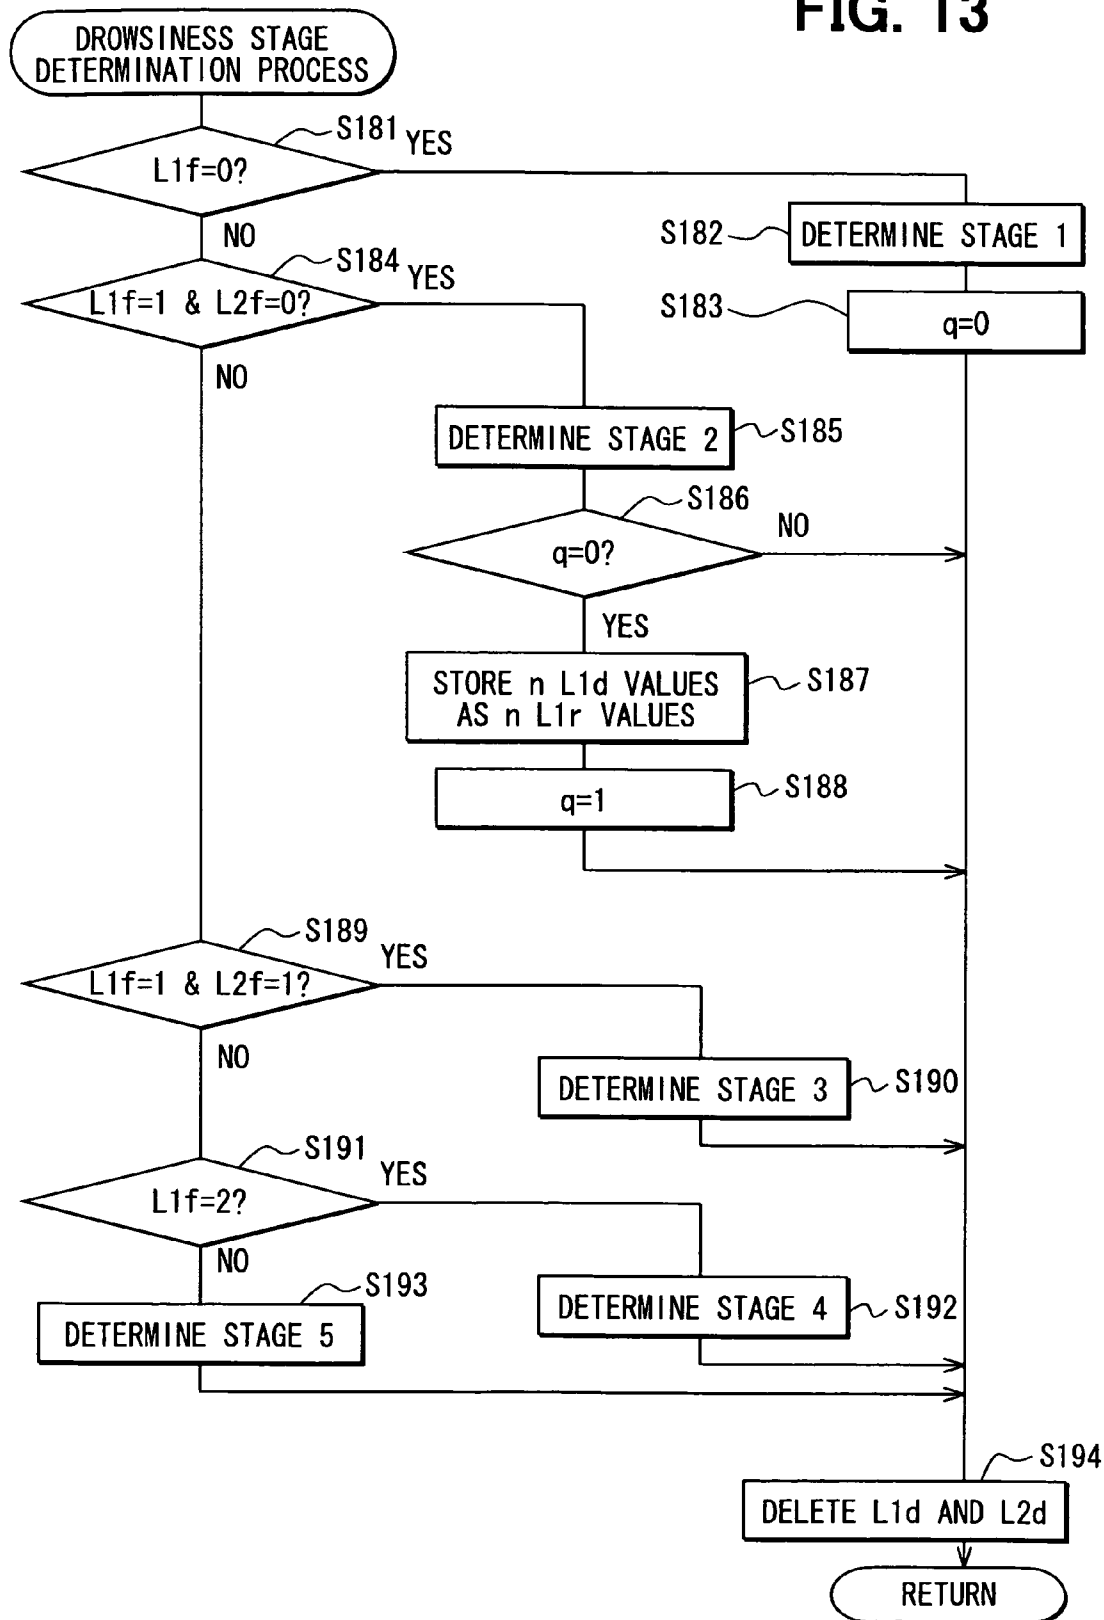 FIG. 13
DROWSINESS STAGE
DETERMINATION PROCESS
S181
YES
L1f=0?
NO
S182
DETERMINE STAGE 1
S183
q=0
S184
YES
L1f=1 & L2f=0?
NO
DETERMINE STAGE 2
S185
S186
q=0?
NO
YES
STORE n L1d VALUES
AS n L1r VALUES
S187
q=1
S188
S189
YES
L1f=1 & L2f=1?
NO
DETERMINE STAGE 3
S190
S191
YES
L1f=2?
NO
DETERMINE STAGE 4
S192
S193
DETERMINE STAGE 5
S194
DELETE L1d AND L2d
RETURN